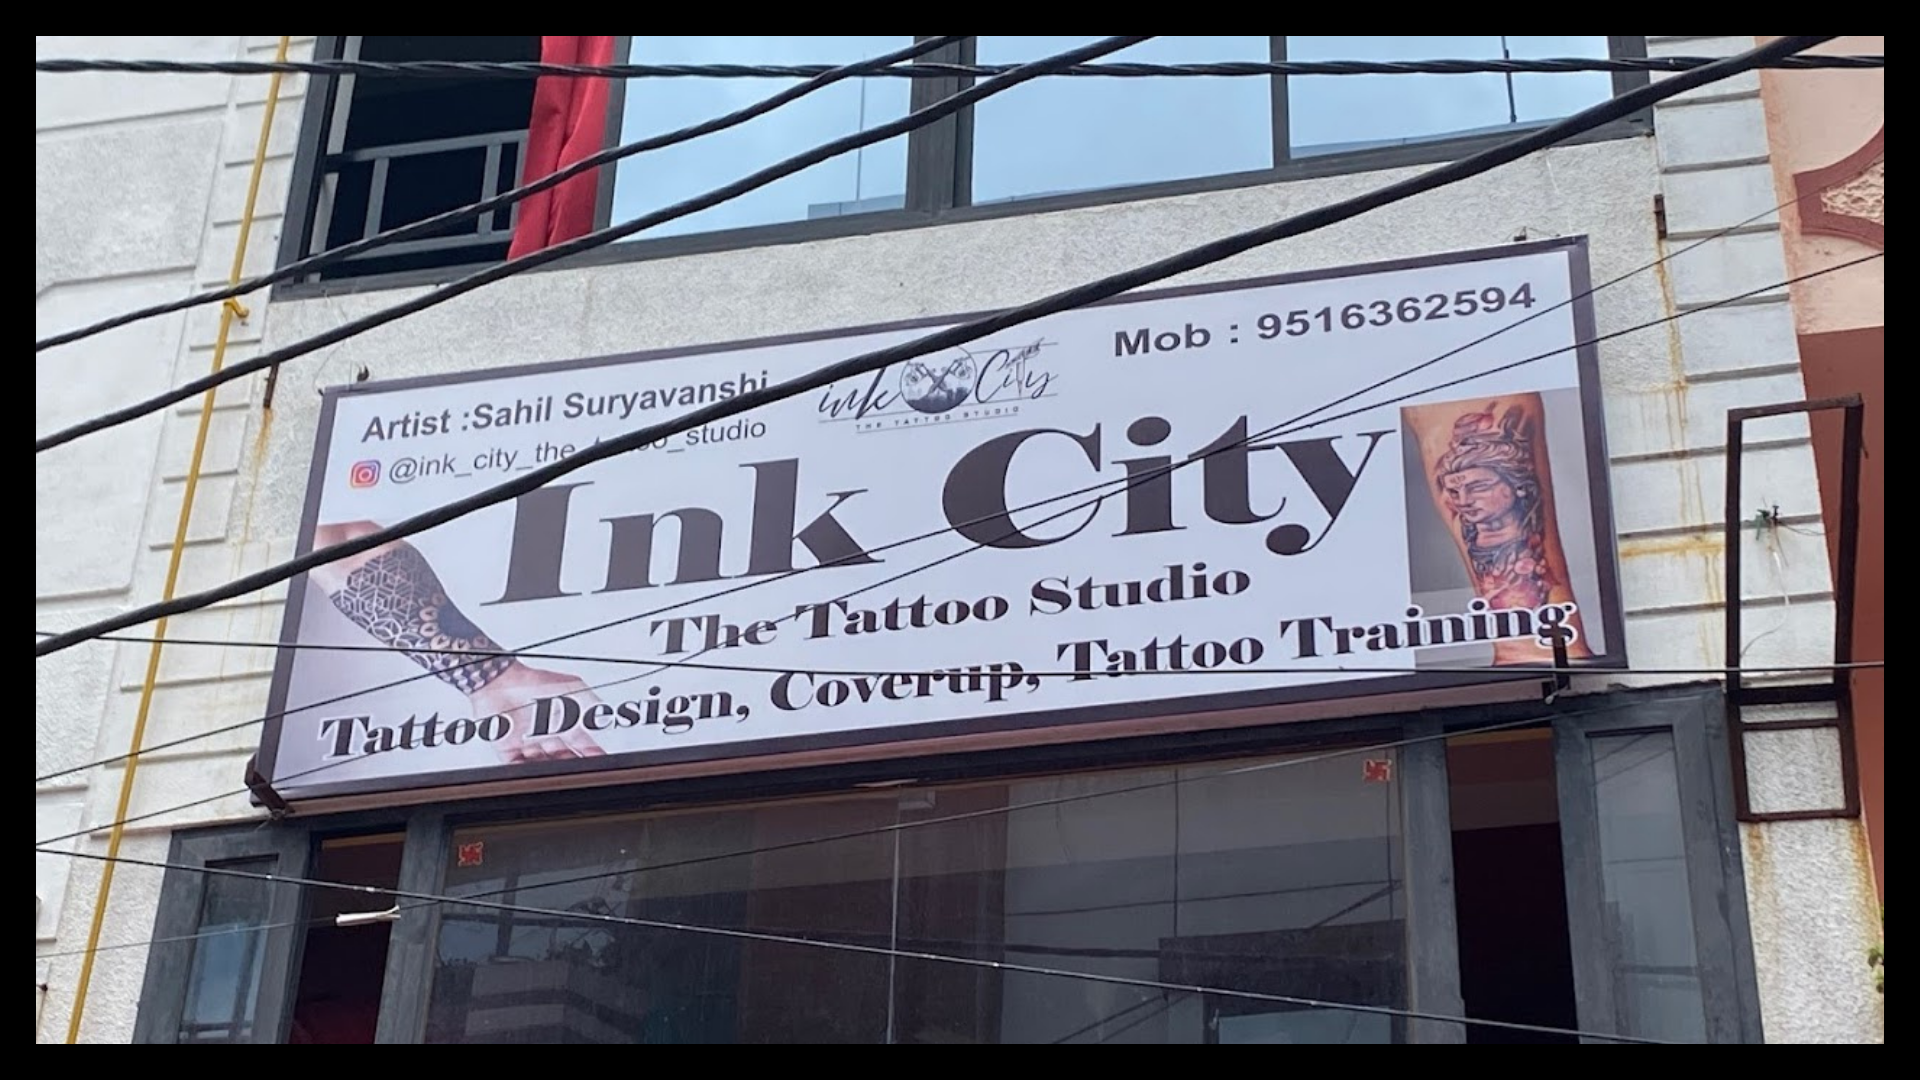 Artist :Sahil Suryavanshi
@ink_city_the_tattoo_studio
ink City
THE TATTOO STUDIO
Mob : 9516362594
Ink City
The Tattoo Studio
Tattoo Design, Coverup, Tattoo Training